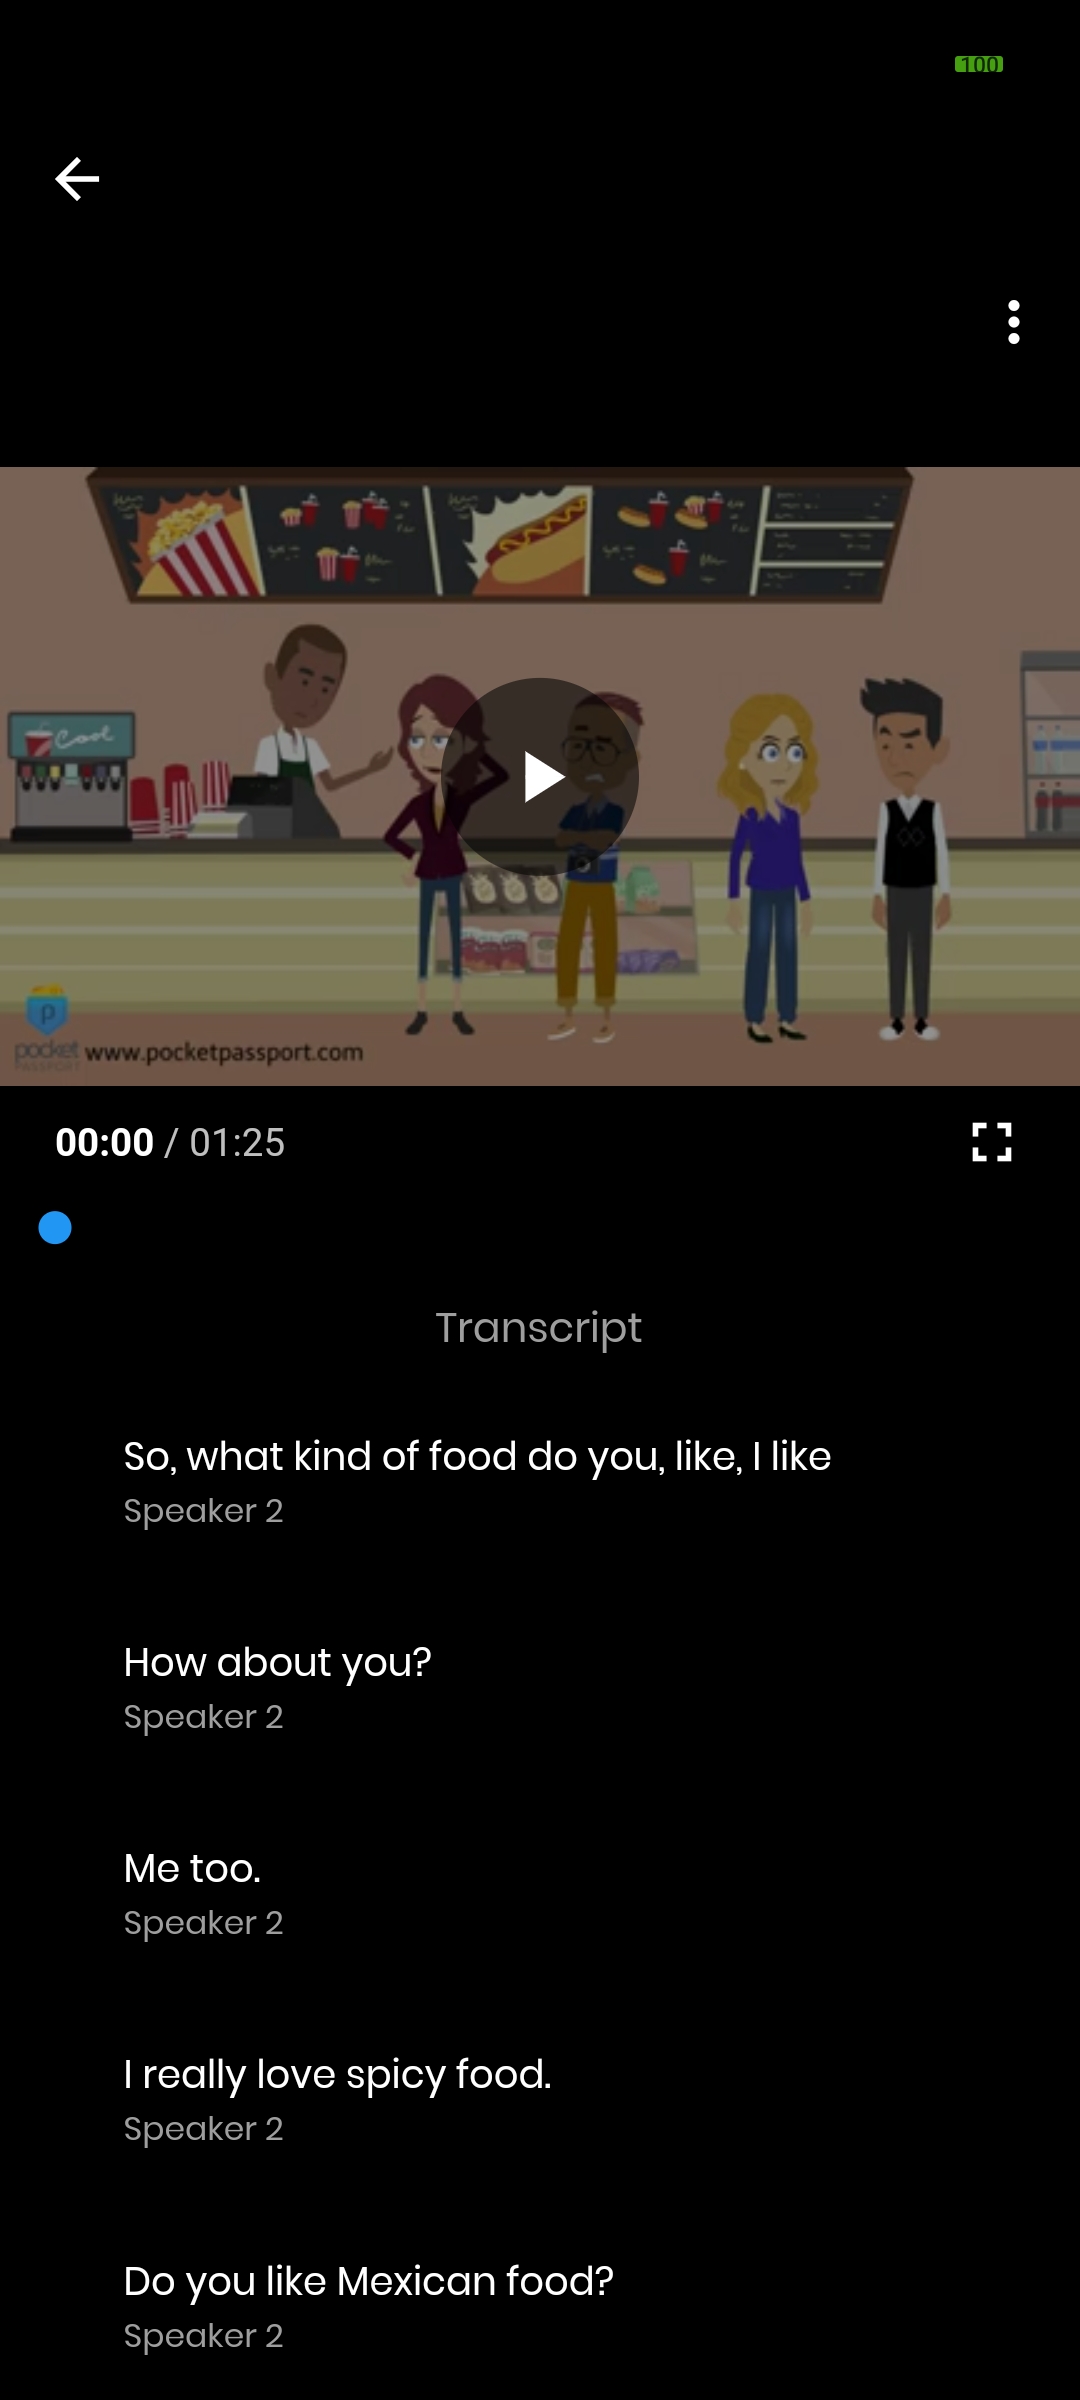 100
Cool
p
pocket
PASSPORT
www.pocketpassport.com
00:00 / 01:25
Transcript
So, what kind of food do you, like, I like
Speaker 2
How about you?
Speaker 2
Me too.
Speaker 2
I really love spicy food.
Speaker 2
Do you like Mexican food?
Speaker 2